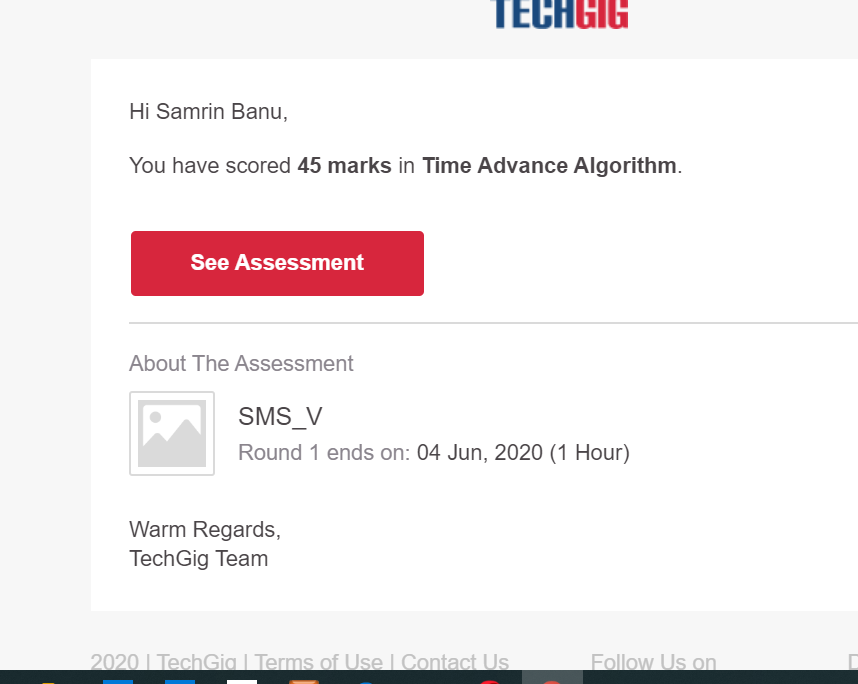 TECHGIG
Hi Samrin Banu,
You have scored 45 marks in Time Advance Algorithm.
See Assessment
About The Assessment
SMS_V
Round 1 ends on: 04 Jun, 2020 (1 Hour)
Warm Regards,
TechGig Team
2020 | TechGig | Terms of Use | Contact Us
Follow Us on